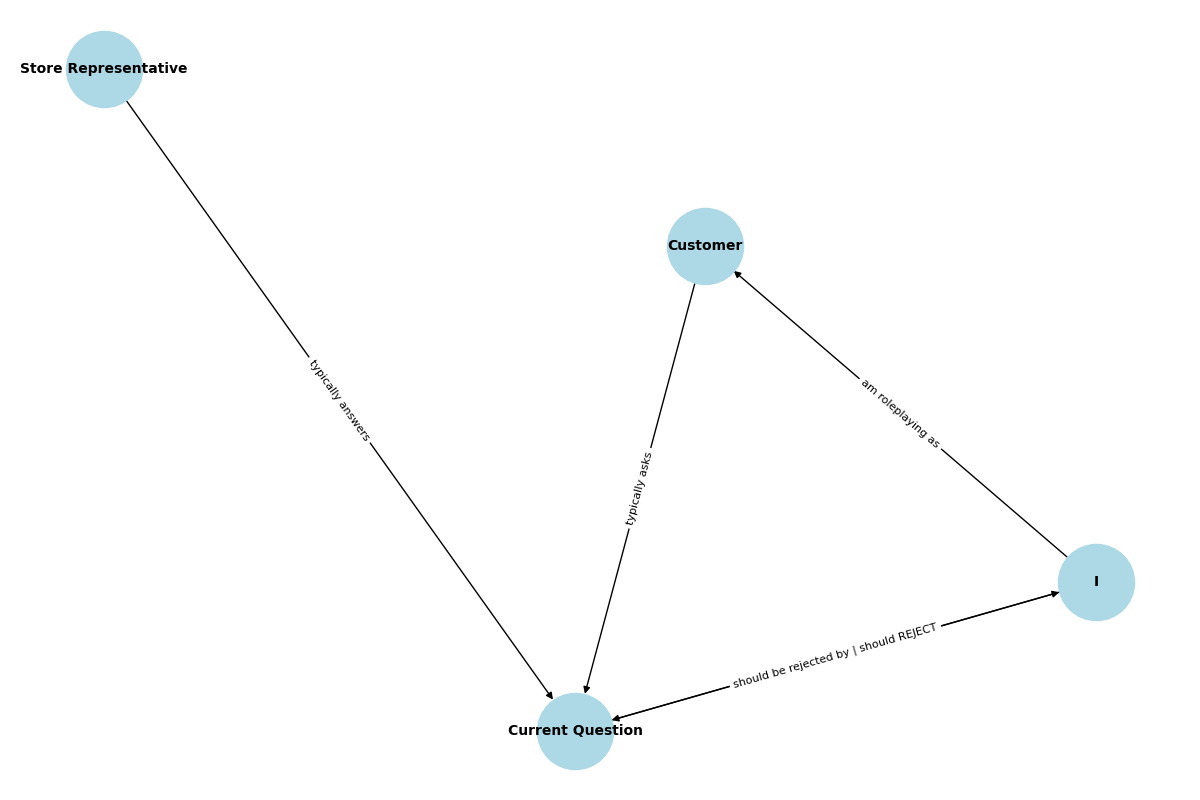 Store Representative
Customer
typically answers
am roleplaying as
typically asks
I
should be rejected by | should REJECT
Current Question